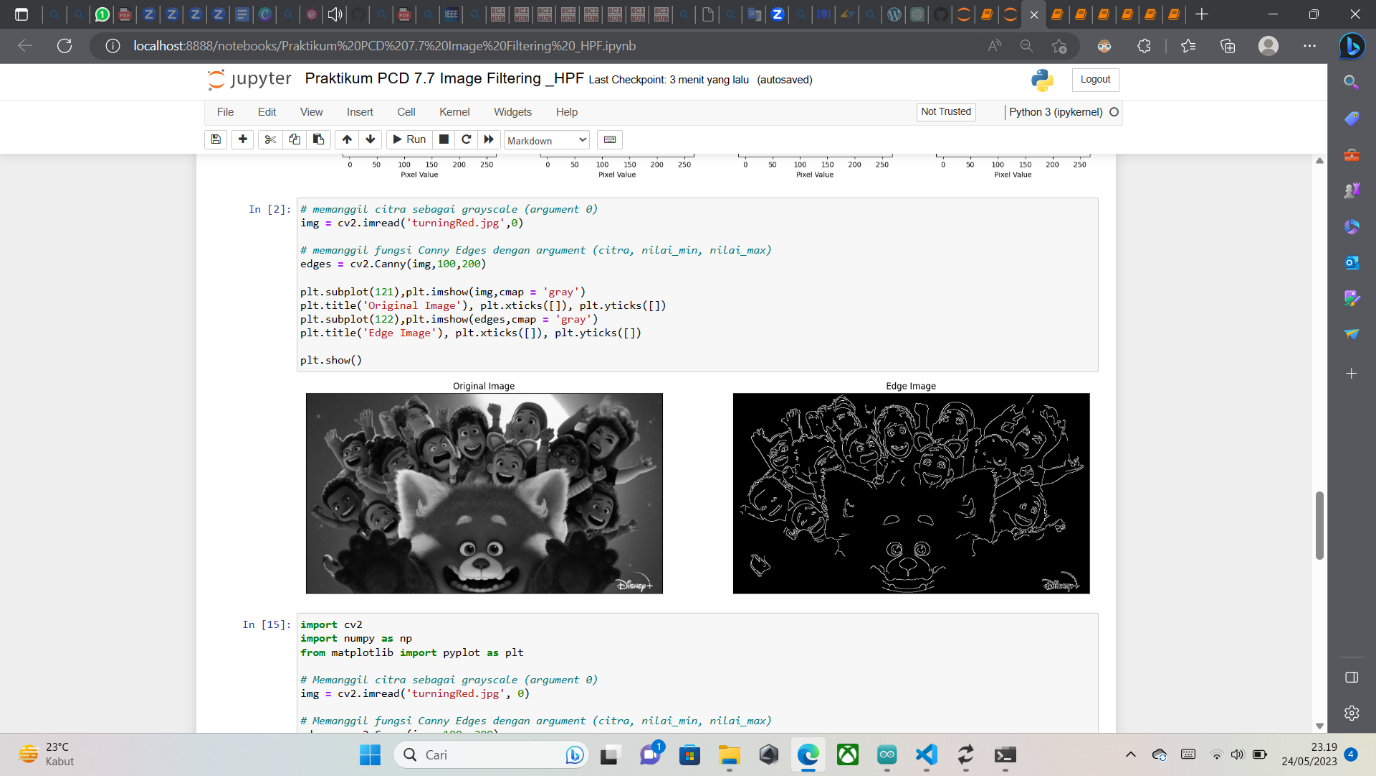 localhost:8888/notebooks/Praktikum%20PCD%207.7%20Image%20Filtering%20_HPF.ipynb
jupyter Praktikum PCD 7.7 Image Filtering _HPF Last Checkpoint: 3 menit yang lalu (autosaved)
Logout
File Edit View Insert Cell Kernel Widgets Help
Not Trusted
Python 3 (ipykernel)
Run
Markdown
0 50 100 150 200 250 0 50 100 150 200 250 0 50 100 150 200 250 0 50 100 150 200 250
Pixel Value Pixel Value Pixel Value Pixel Value
In [2]:
# memanggil citra sebagai grayscale (argument 0)
img = cv2.imread('turningRed.jpg',0)
# memanggil fungsi Canny Edges dengan argument (citra, nilai_min, nilai_max)
edges = cv2.Canny(img,100,200)
plt.subplot(121),plt.imshow(img,cmap = 'gray')
plt.title('Original Image'), plt.xticks([]), plt.yticks([])
plt.subplot(122),plt.imshow(edges,cmap = 'gray')
plt.title('Edge Image'), plt.xticks([]), plt.yticks([])
plt.show()
Original Image
Edge Image
Disney+
Disney+
In [15]:
import cv2
import numpy as np
from matplotlib import pyplot as plt
# Memanggil citra sebagai grayscale (argument 0)
img = cv2.imread('turningRed.jpg', 0)
# Memanggil fungsi Canny Edges dengan argument (citra, nilai_min, nilai_max)
23°C
Kabut
Cari
1
23.19
24/05/2023
4